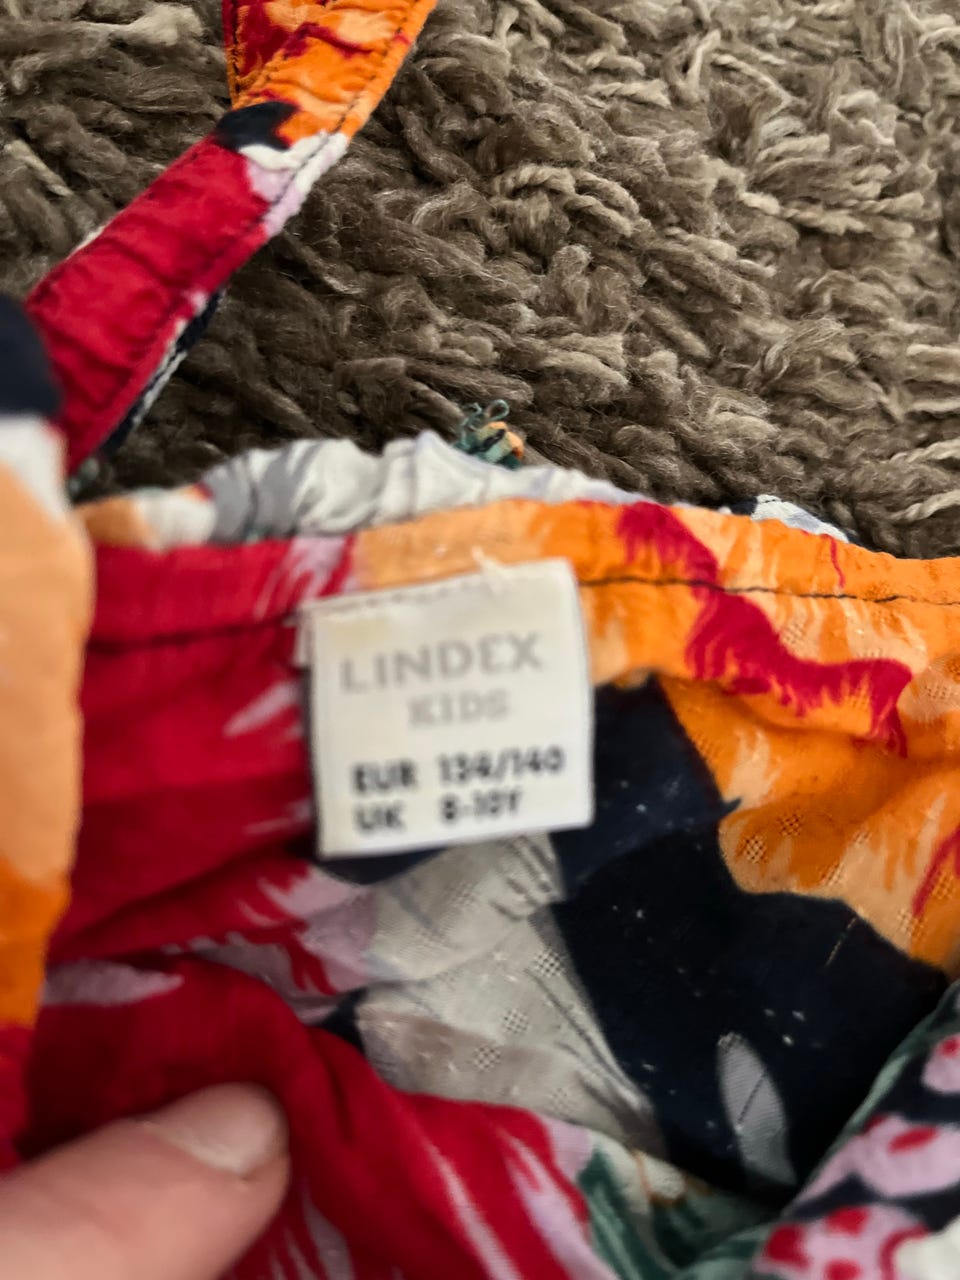 LINDEX
KIDS
EUR 134/140
UK 8-10Y